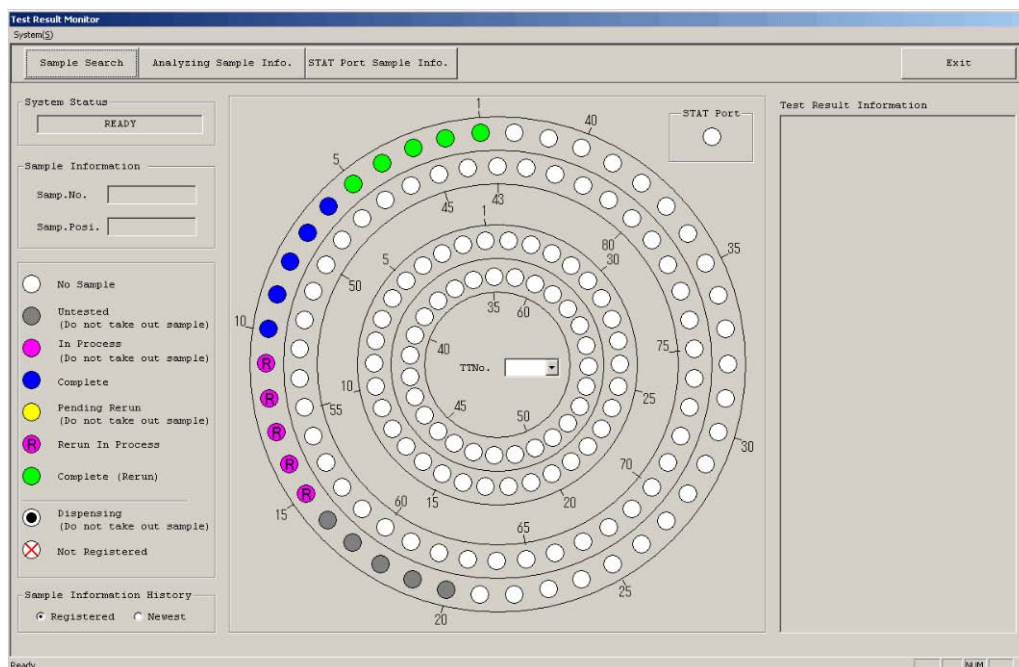 Test Result Monitor
System(S)
Sample Search
Analyzing Sample Info.
STAT Port Sample Info.
Exit
System Status
READY
Sample Information
Samp.No.
Samp.Posi.
No Sample
Untested
(Do not take out sample)
In Process
(Do not take out sample)
Complete
Pending Rerun
(Do not take out sample)
R
Rerun In Process
Complete (Rerun)
Dispensing
(Do not take out sample)
Not Registered
Sample Information History
Registered
Newest
1
40
35
30
25
20
15
10
5
R
R
R
R
R
43
45
50
55
60
65
70
75
80
1
5
10
15
20
25
30
35
40
45
50
60
TTNo.
STAT Port
Test Result Information
Ready
NUM